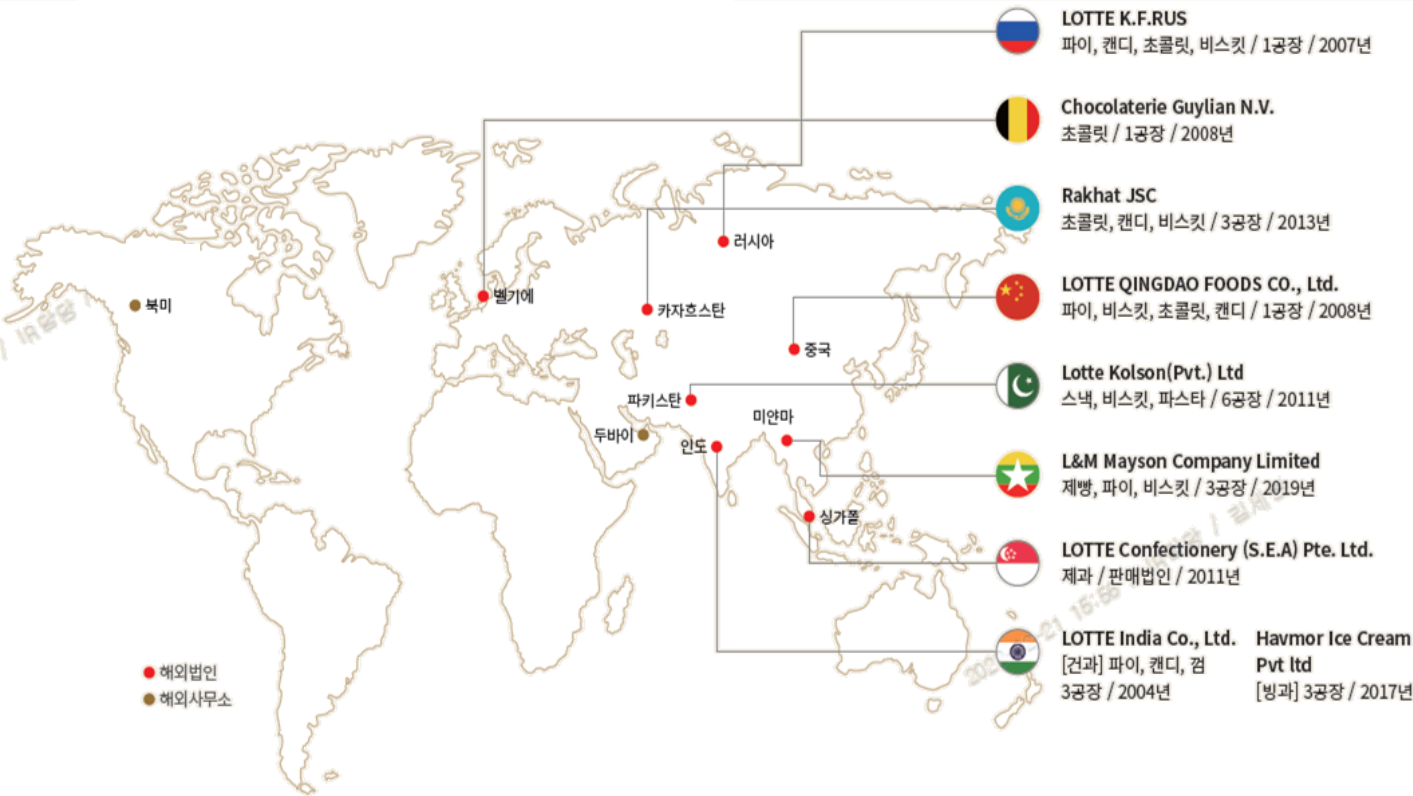 LOTTE K.F.RUS
파이, 캔디, 초콜릿, 비스킷 / 1공장 / 2007년
Chocolaterie Guylian N.V.
초콜릿 / 1공장 / 2008년
Rakhat JSC
초콜릿, 캔디, 비스킷 / 3공장 / 2013년
LOTTE QINGDAO FOODS CO., Ltd.
파이, 비스킷, 초콜릿, 캔디 / 1공장 / 2008년
Lotte Kolson(Pvt.) Ltd
스낵, 비스킷, 파스타 / 6공장 / 2011년
L&M Mayson Company Limited
제빵, 파이, 비스킷 / 3공장 / 2019년
LOTTE Confectionery (S.E.A) Pte. Ltd.
제과 / 판매법인 / 2011년
LOTTE India Co., Ltd.
[건과] 파이, 캔디, 껌
3공장 / 2004년
Havmor Ice Cream
Pvt ltd
[빙과] 3공장 / 2017년
러시아
벨기에
북미
카자흐스탄
중국
파키스탄
미얀마
두바이
인도
싱가폴
해외법인
해외사무소
/ IR담당 /
21 15:56